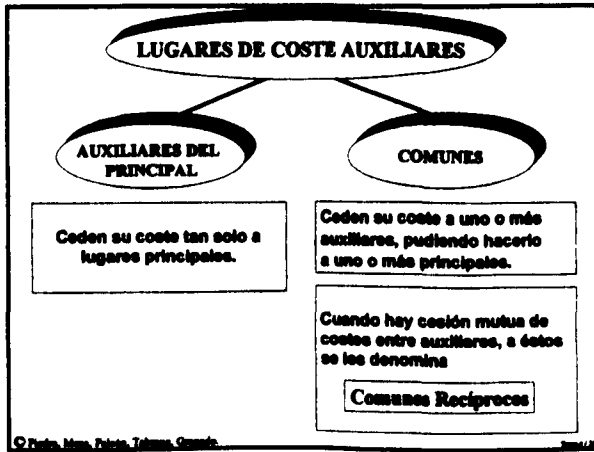 LUGARES DE COSTE AUXILIARES
AUXILIARES DEL
PRINCIPAL
COMUNES
Ceden su coste tan solo a
lugares principales.
Ceden su coste a uno o más
auxiliares, pudiendo hacerlo
a uno o más principales.
Cuando hay cesión mutua de
costes entre auxiliares, a éstos
se les denomina
Comunes Recíprocos
©